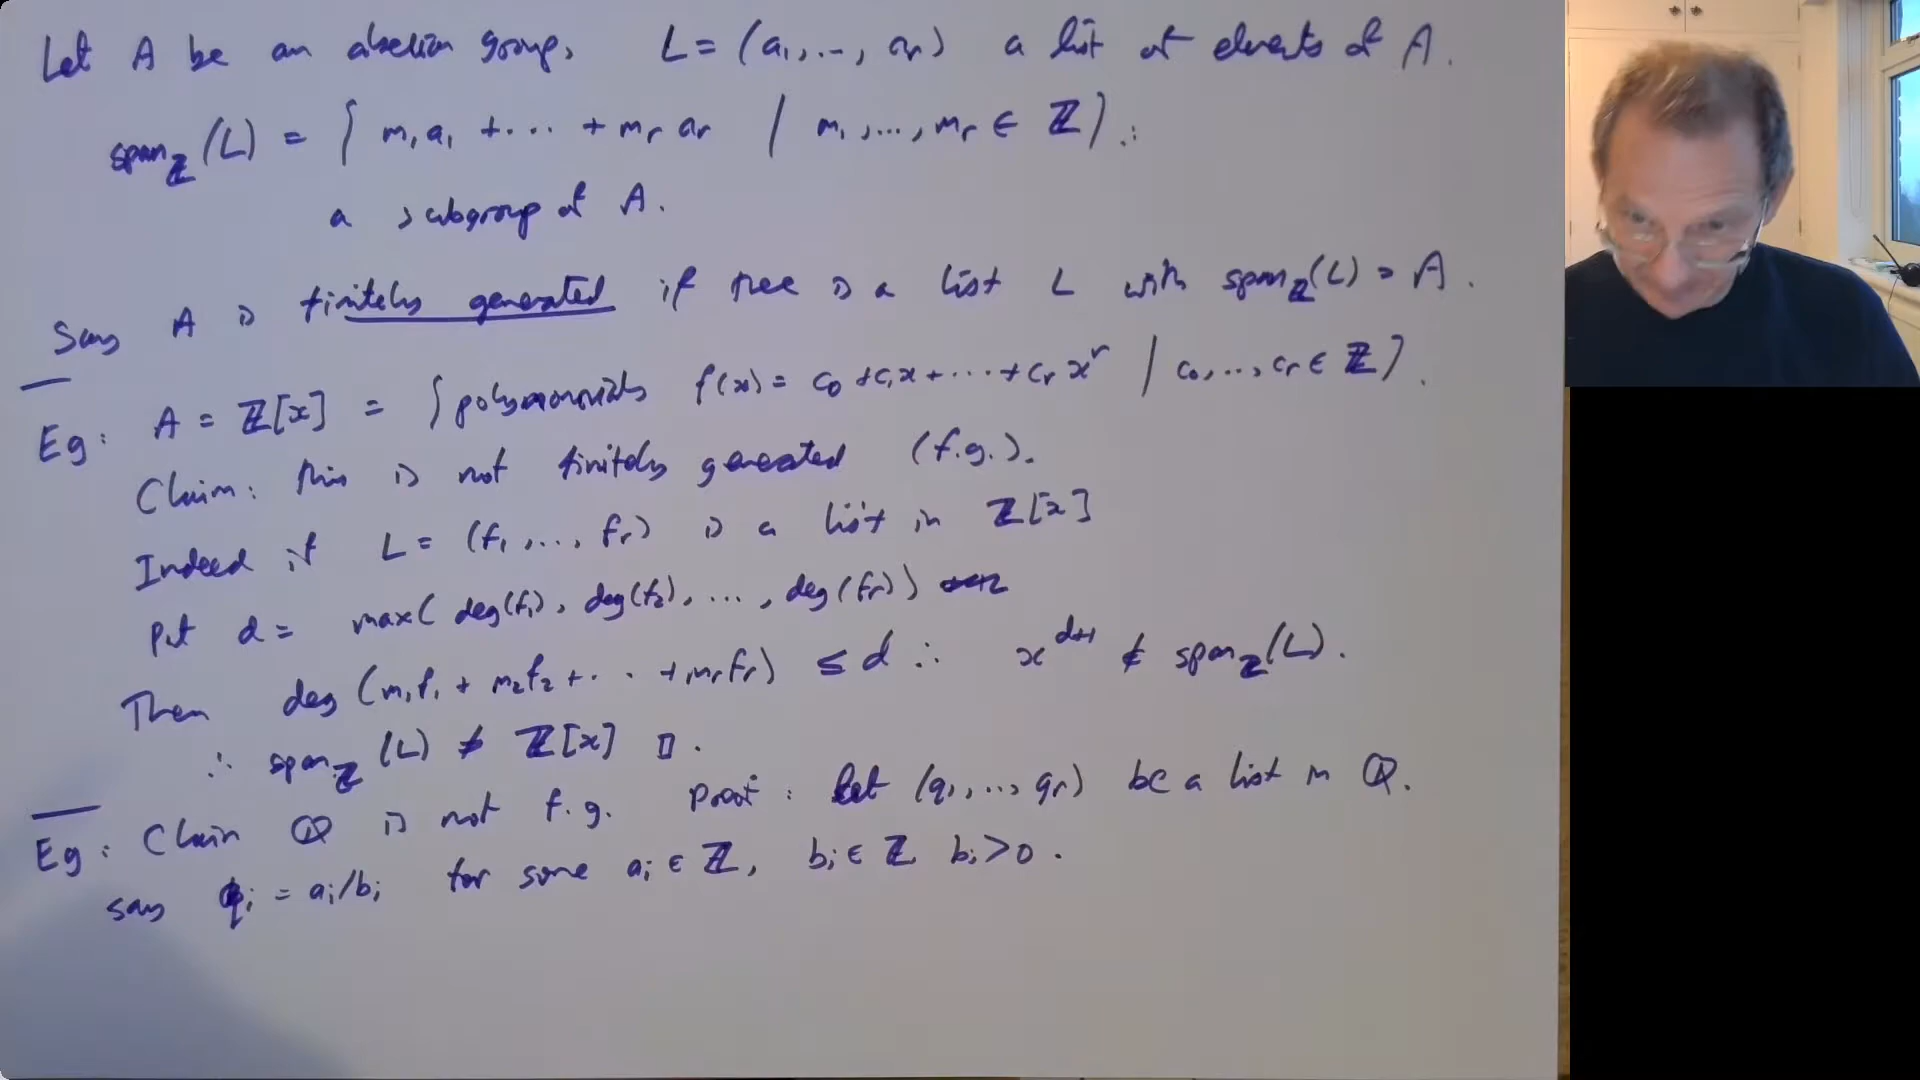 Let A be an abelian group, L = (a₁, ..., aᵣ) a list of elements of A.
span_ℤ(L) = { m₁a₁ + ... + mᵣaᵣ | m₁, ..., mᵣ ∈ ℤ } ∴
a subgroup of A.
Say A is finitely generated if there is a list L with span_ℤ(L) = A.
Eg: A = ℤ[x] = { polynomials f(x) = c₀ + c₁x + ... + cᵣxʳ | c₀, ..., cᵣ ∈ ℤ }.
Claim: this is not finitely generated (f.g.).
Indeed if L = (f₁, ..., fᵣ) is a list in ℤ[x]
Put d = max( deg(f₁), deg(f₂), ..., deg(fᵣ))
Then deg (m₁f₁ + m₂f₂ + ... + mᵣfᵣ) ≤ d ∴ x^{d+1} ∉ span_ℤ(L).
∴ span_ℤ(L) ≠ ℤ[x] □.
Eg: Claim ℚ is not f.g. Proof: Let (q₁, ..., qᵣ) be a list in ℚ.
say qᵢ = aᵢ/bᵢ for some aᵢ ∈ ℤ, bᵢ ∈ ℤ bᵢ > 0.